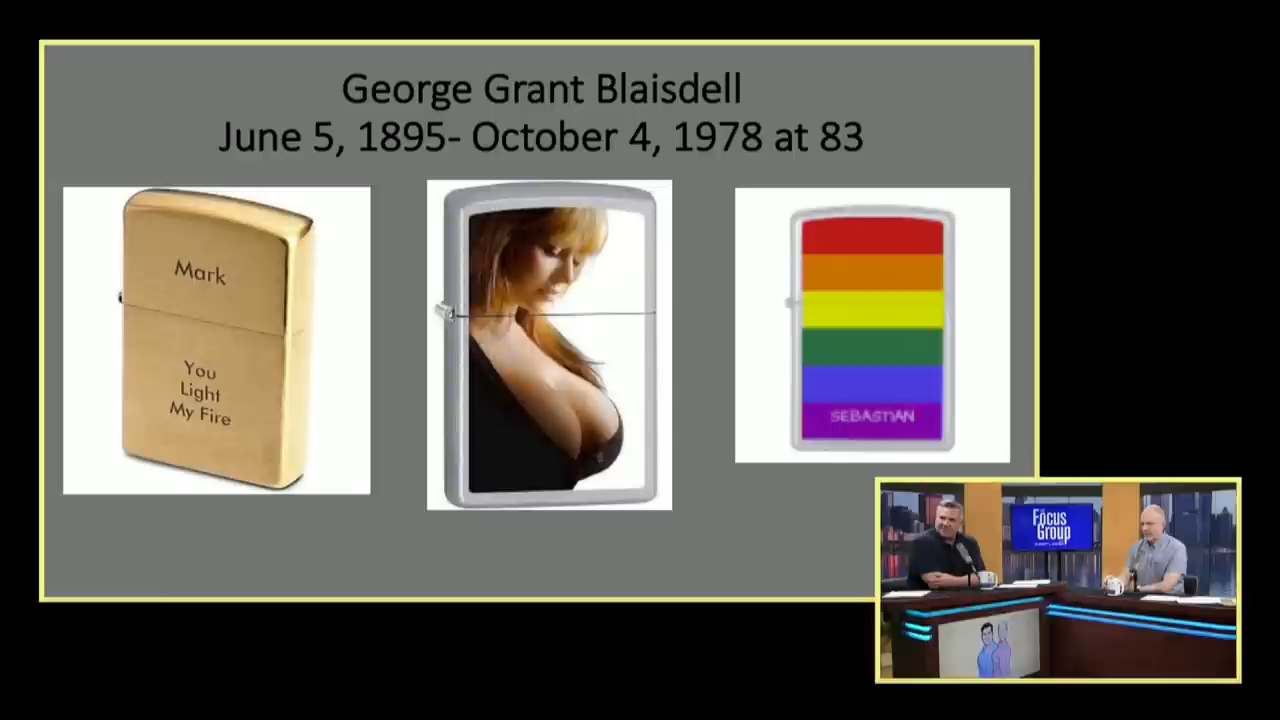 George Grant Blaisdell
June 5, 1895- October 4, 1978 at 83
Mark
You
Light
My Fire
SEBASTIAN
Focus
Group